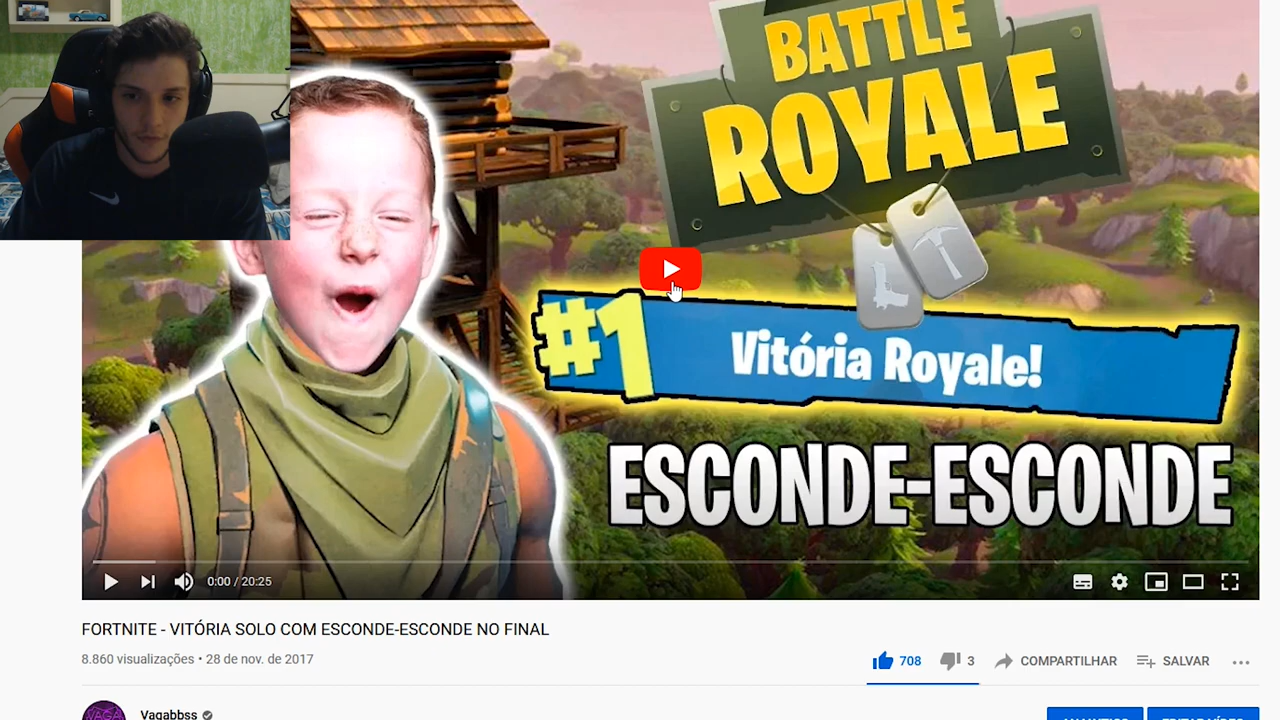 BATTLE
ROYALE
#1 Vitória Royale!
ESCONDE-ESCONDE
0:00 / 20:25
FORTNITE - VITÓRIA SOLO COM ESCONDE-ESCONDE NO FINAL
8.860 visualizações • 28 de nov. de 2017
708 3 COMPARTILHAR SALVAR
VAGA Vagabbss